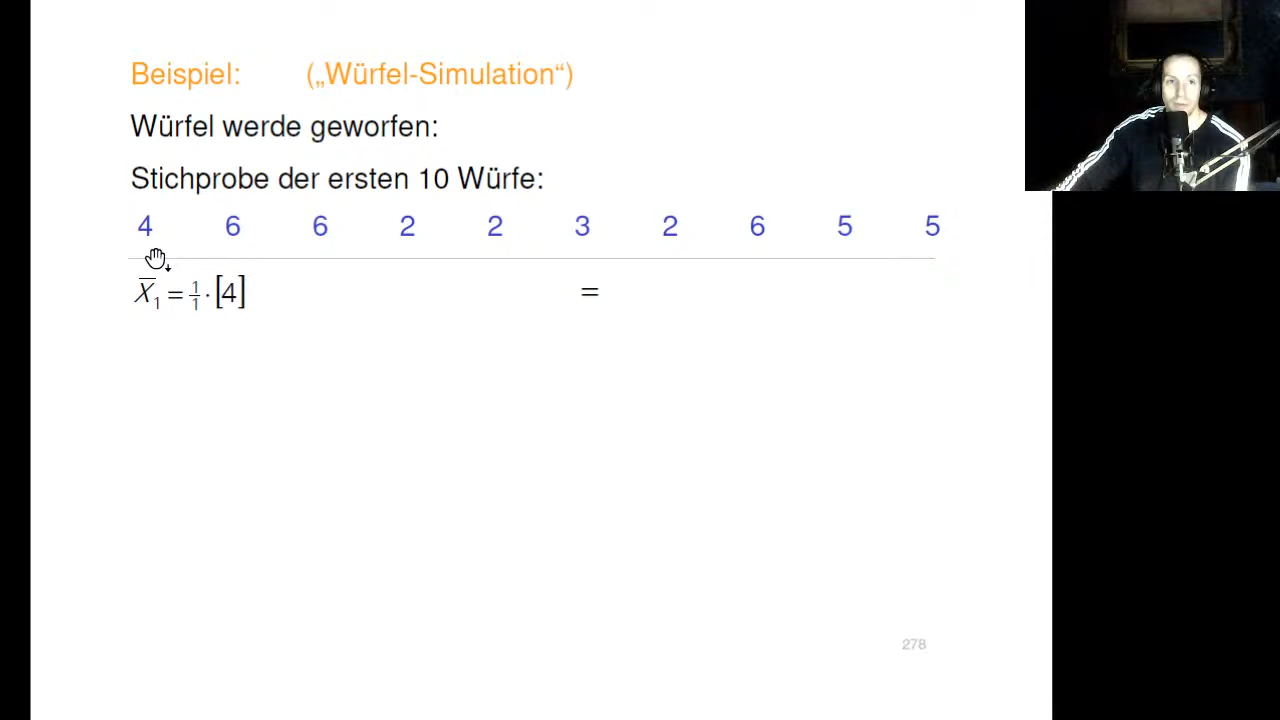 Beispiel: („Würfel-Simulation“)
Würfel werde geworfen:
Stichprobe der ersten 10 Würfe:
4 6 6 2 2 3 2 6 5 5
X̅₁ = 1/1 · [4] =
278